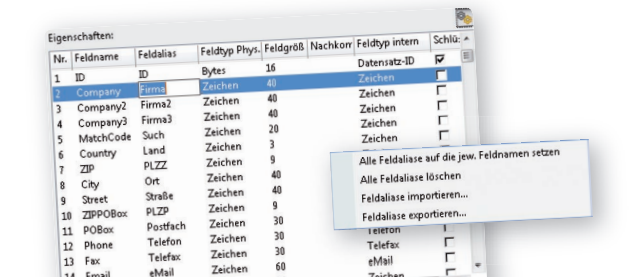 Eigenschaften:
Nr. Feldname Feldalias Feldtyp Phys. Feldgröß Nachkorr Feldtyp intern Schlü:
1 ID ID Bytes 16 Datensatz-ID
2 Company Firma Zeichen 40 Zeichen
3 Company2 Firma2 Zeichen 40 Zeichen
4 Company3 Firma3 Zeichen 40 Zeichen
5 MatchCode Such Zeichen 20 Zeichen
6 Country Land Zeichen 3 Zeichen
7 ZIP PLZZ Zeichen 9
8 City Ort Zeichen 40
9 Street Straße Zeichen 40
10 ZIPPOBox PLZP Zeichen 9
11 POBox Postfach Zeichen 30
12 Phone Telefon Zeichen 30 Telefon
13 Fax Telefax Zeichen 30 Telefax
14 Email eMail Zeichen 60 eMail
Zeichen
Alle Feldaliase auf die jew. Feldnamen setzen
Alle Feldaliase löschen
Feldaliase importieren...
Feldaliase exportieren...